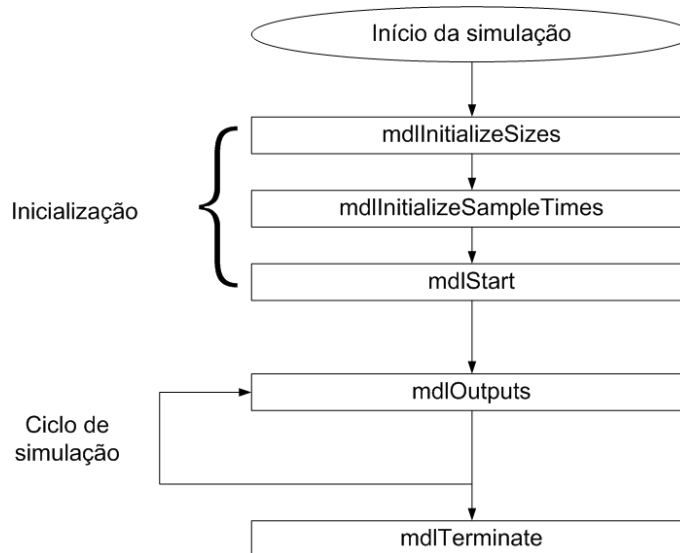 Início da simulação
mdlInitializeSizes
Inicialização
mdlInitializeSampleTimes
mdlStart
mdlOutputs
Ciclo de
simulação
mdlTerminate